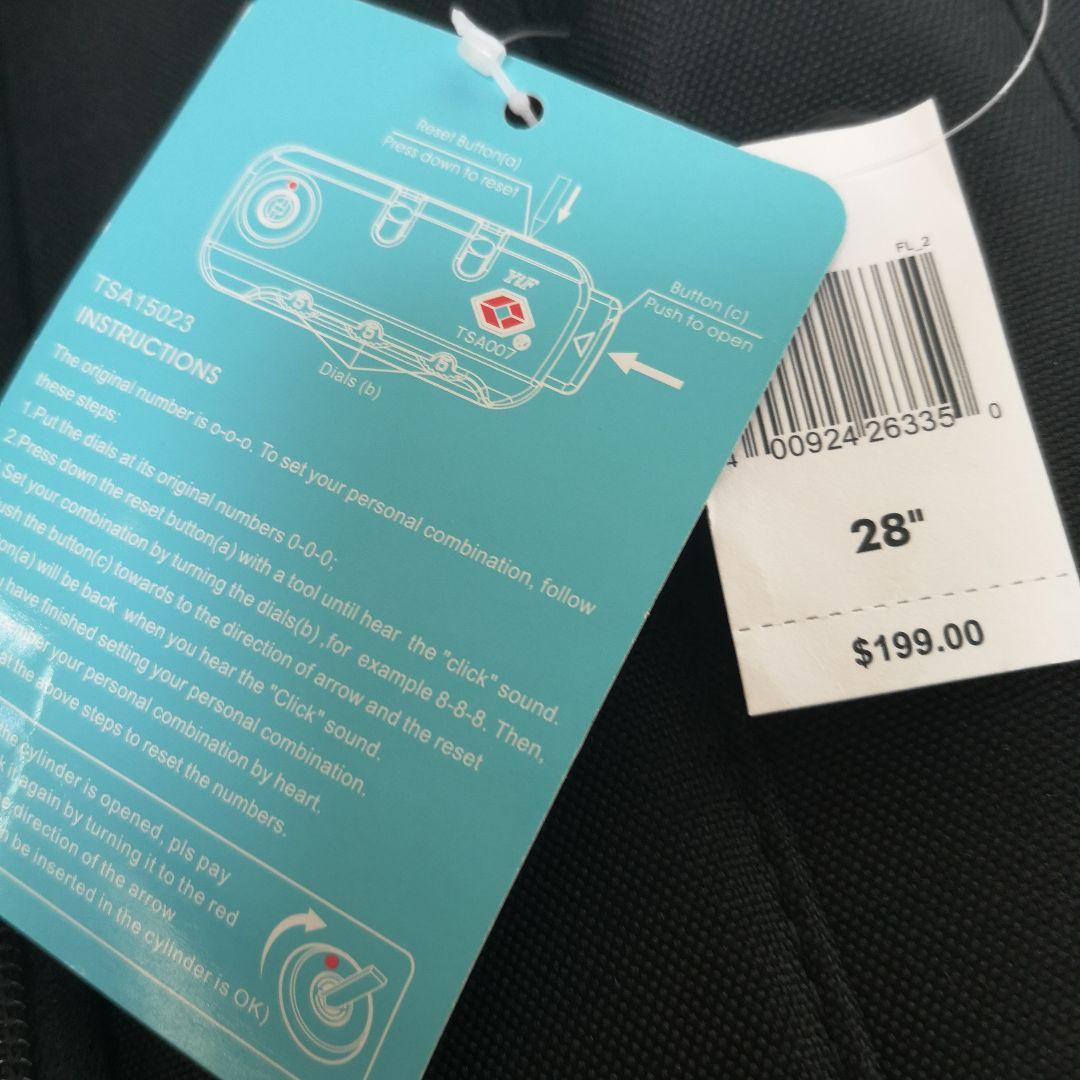 Reset Button(a)
Press down to reset
Button (c)
Push to open
YIF
TSA007
5
5
5
Dials (b)
TSA15023
INSTRUCTIONS
The original number is o-o-o. To set your personal combination, follow
these steps:
1.Put the dials at its original numbers 0-0-0;
2.Press down the reset button(a) with a tool until hear the "click" sound.
Set your combination by turning the dials(b) ,for example 8-8-8. Then,
the button(c) towards to the direction of arrow and the reset
will be back when you hear the "Click" sound.
have finished setting your personal combination.
your personal combination by heart.
the above steps to reset the numbers.
cylinder is opened, pls pay
again by turning it to the red
direction of the arrow
be inserted in the cylinder is OK)
FL_2
4 00924 26335 0
28"
$199.00